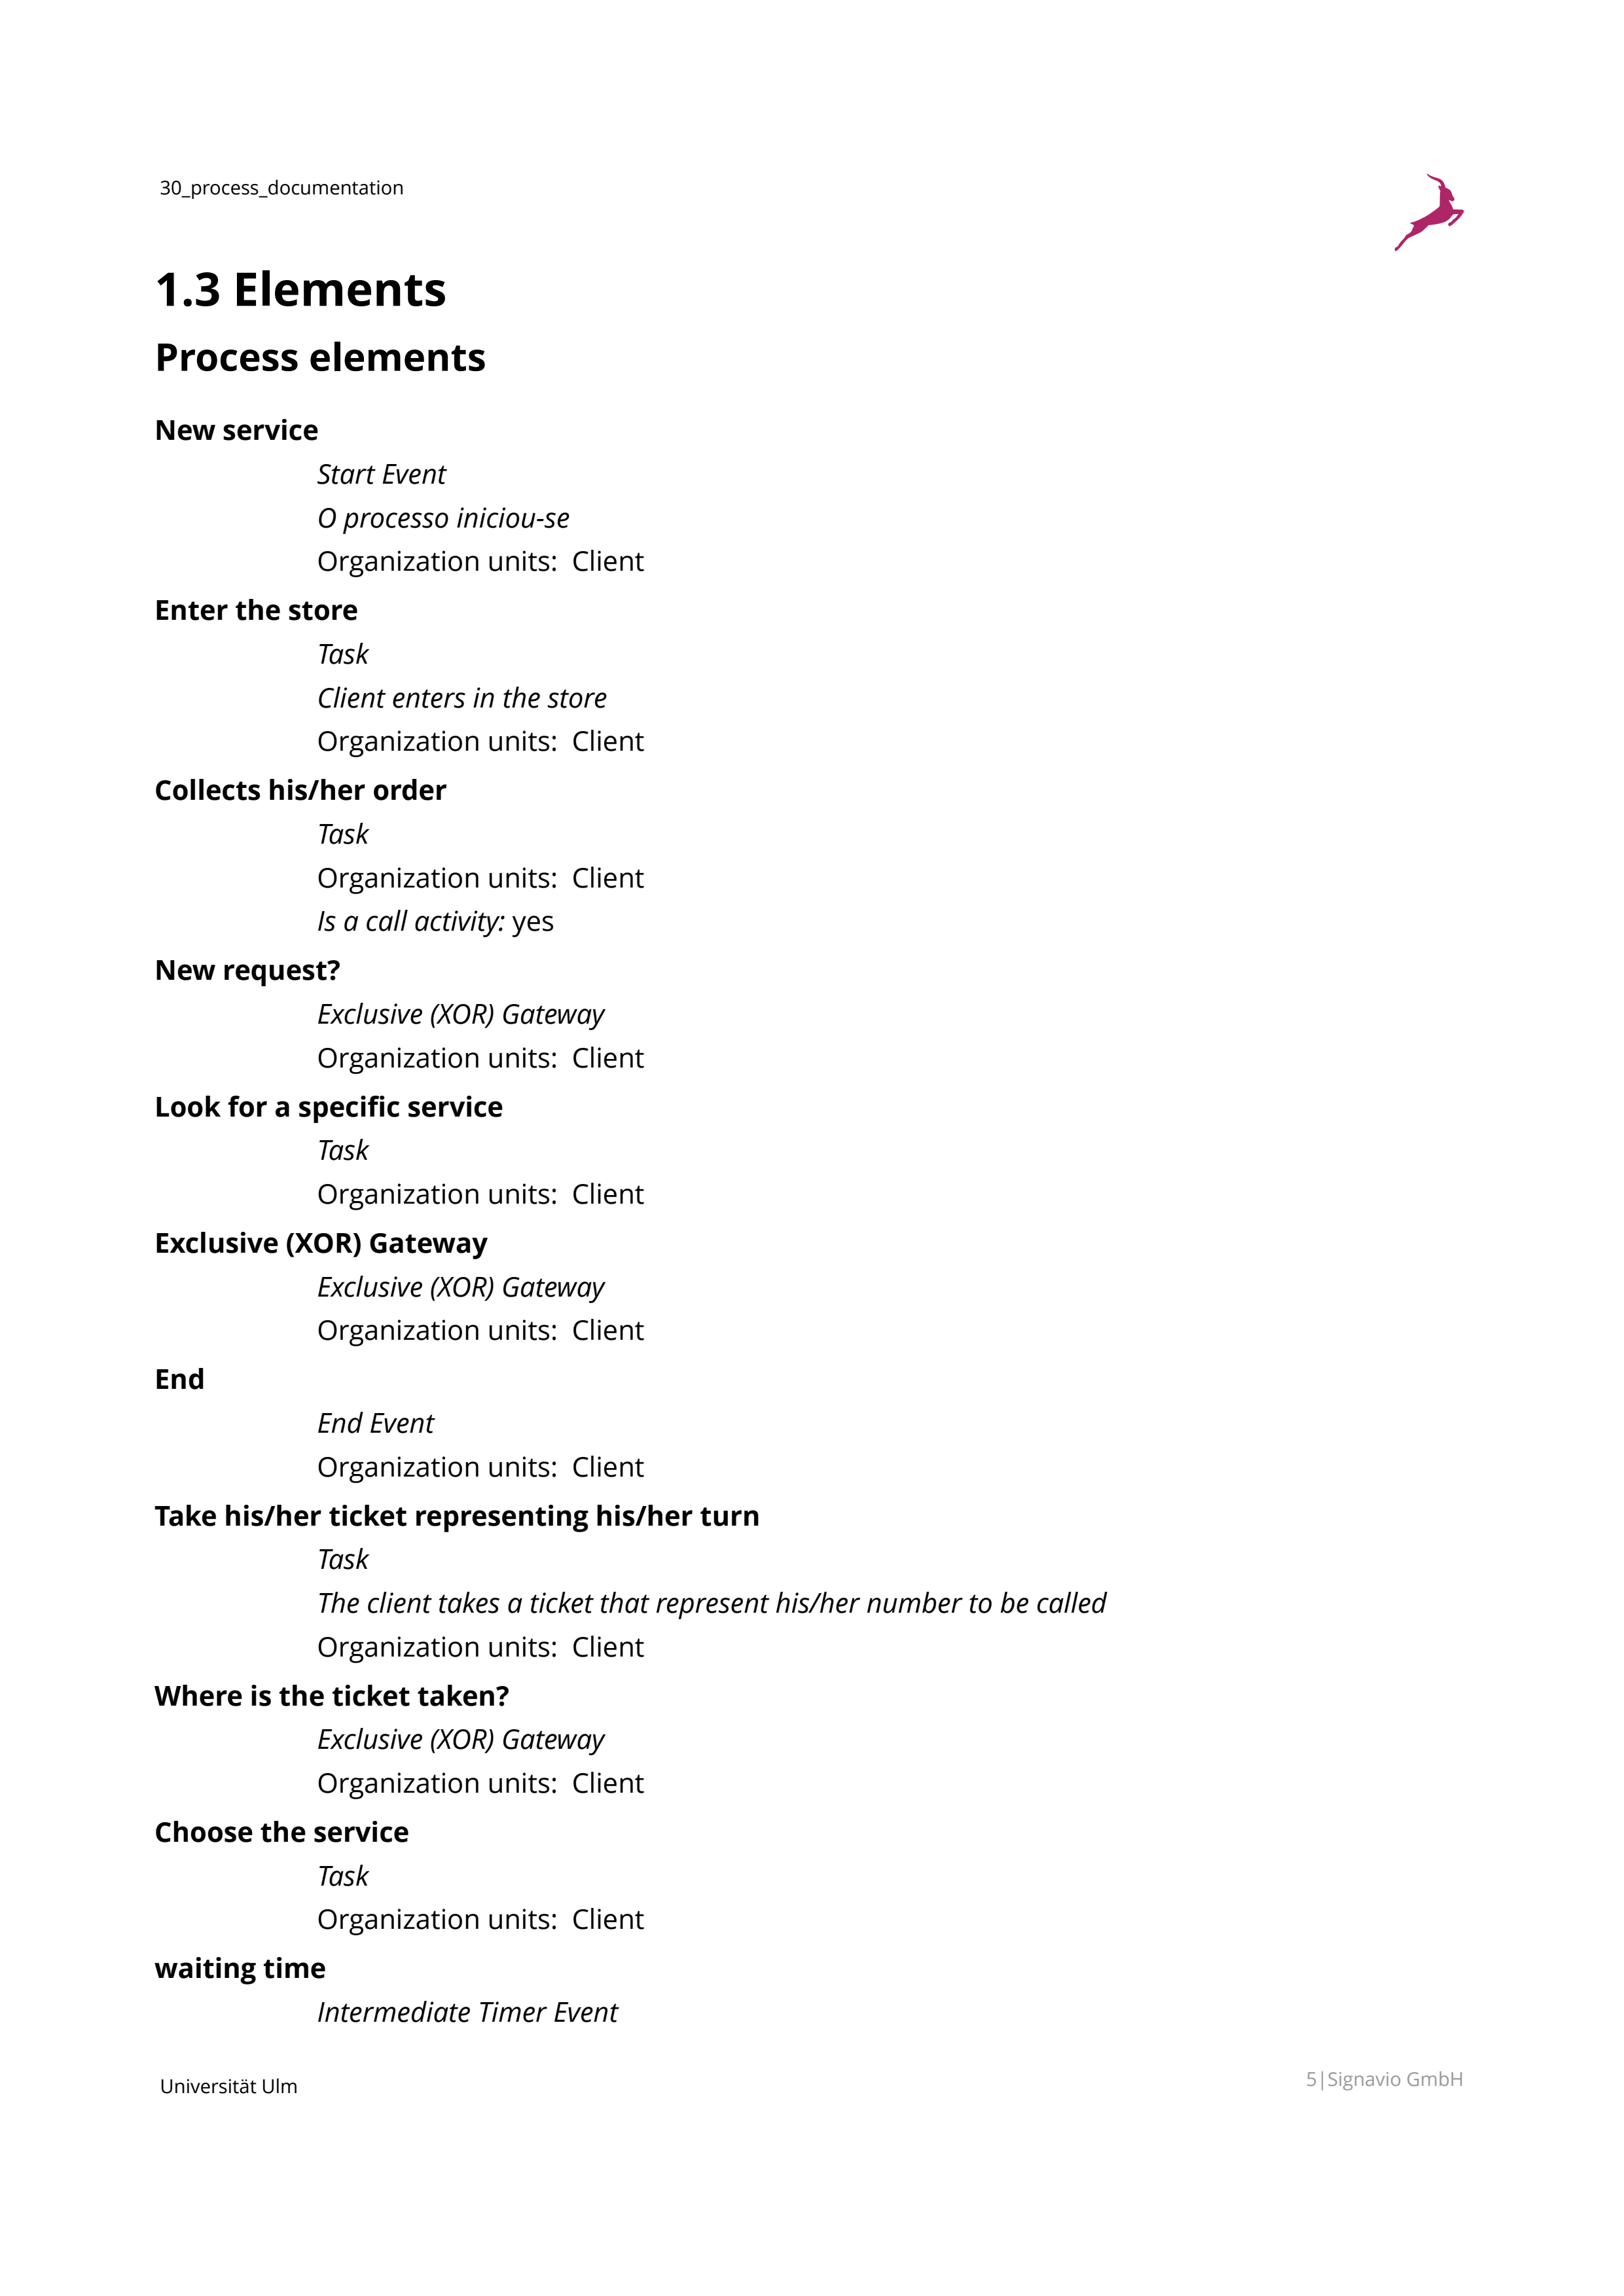 30_process_documentation
1.3 Elements
Process elements
New service
Start Event
O processo iniciou-se
Organization units: Client
Enter the store
Task
Client enters in the store
Organization units: Client
Collects his/her order
Task
Organization units: Client
Is a call activity: yes
New request?
Exclusive (XOR) Gateway
Organization units: Client
Look for a specific service
Task
Organization units: Client
Exclusive (XOR) Gateway
Exclusive (XOR) Gateway
Organization units: Client
End
End Event
Organization units: Client
Take his/her ticket representing his/her turn
Task
The client takes a ticket that represent his/her number to be called
Organization units: Client
Where is the ticket taken?
Exclusive (XOR) Gateway
Organization units: Client
Choose the service
Task
Organization units: Client
waiting time
Intermediate Timer Event
Universität Ulm
5|Signavio GmbH